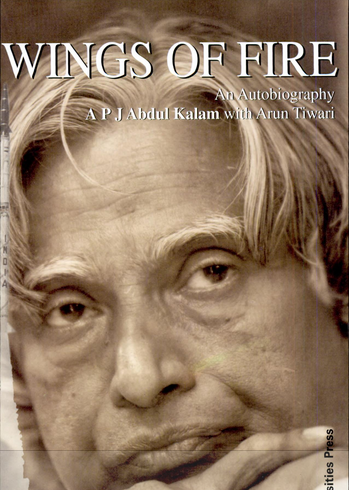 WINGS OF FIRE
An Autobiography
A P J Abdul Kalam with Arun Tiwari
sities Press